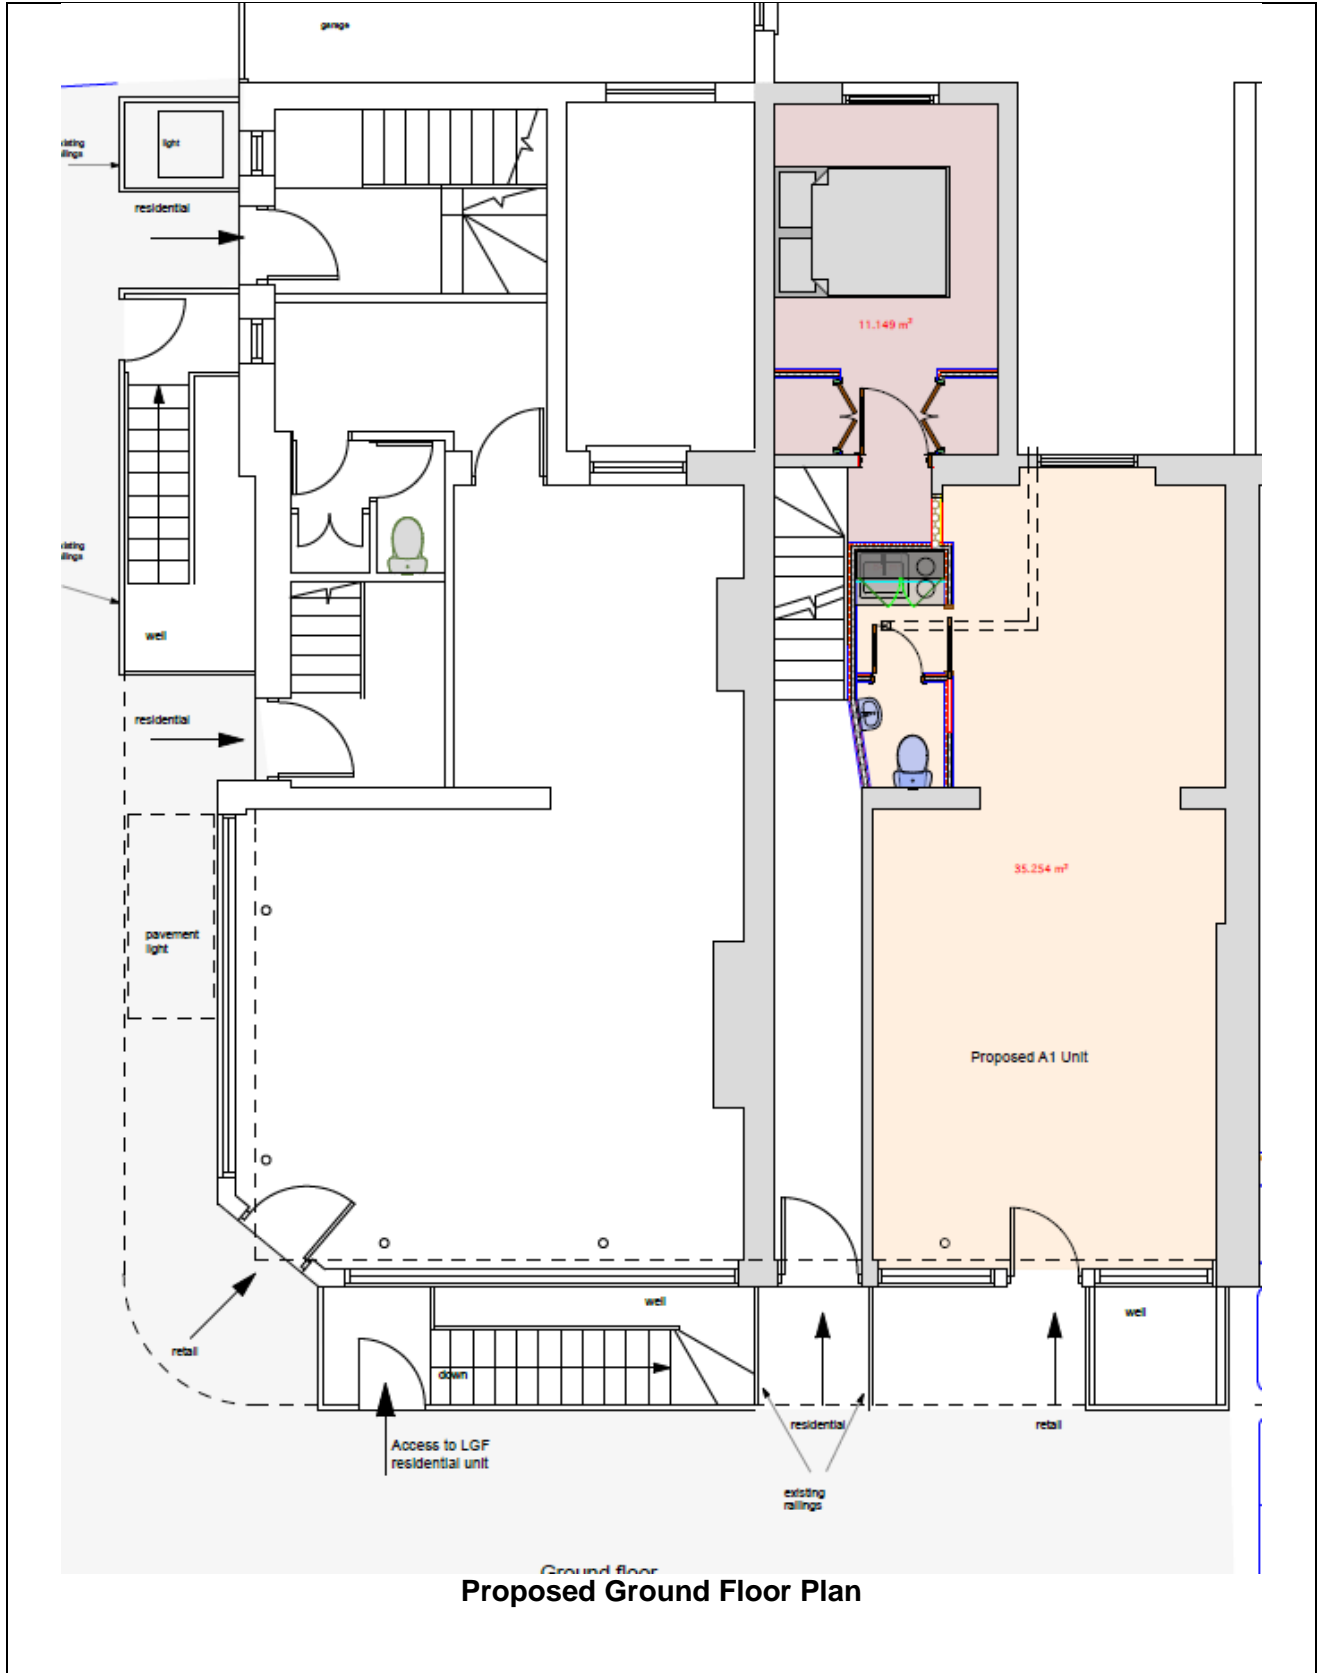 garage
light
residential
11.149 m²
well
residential
35.254 m²
pavement
light
Proposed A1 Unit
well
well
retail
down
residential
retail
Access to LGF
residential unit
existing
railings
Ground floor
Proposed Ground Floor Plan